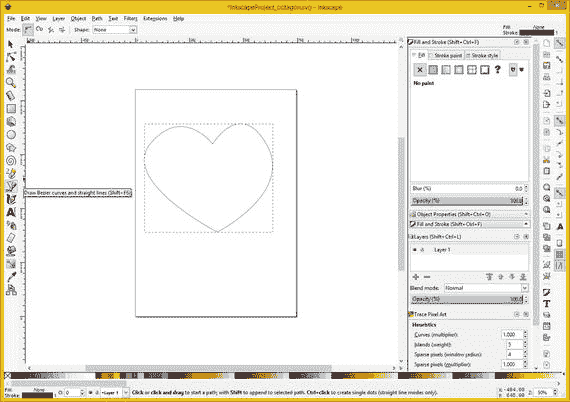 *InkscapeProject_octagon.svg - Inkscape
File Edit View Layer Object Path Text Filters Extensions Help
Mode: Shape: None
Fill: None
Stroke: 1
Draw Bezier curves and straight lines (Shift+F6)
Fill and Stroke (Shift+Ctrl+F)
Fill Stroke paint Stroke style
No paint
Blur (%) 0.0
Opacity (%) 100.0
Object Properties (Shift+Ctrl+O)
Fill and Stroke (Shift+Ctrl+F)
Layers (Shift+Ctrl+L)
Layer 1
Blend mode: Normal
Opacity (%) 100.0
Trace Pixel Art
Heuristics
Curves (multiplier): 1.000
Islands (weight): 5
Sparse pixels (window radius): 4
Sparse pixels (multiplier): 1.000
Fill: None
Stroke: O: 0 Layer 1 Click or click and drag to start a path; with Shift to append to selected path. Ctrl+click to create single dots (straight line modes only). X: -484.00
Y: 648.00 Z: 50%